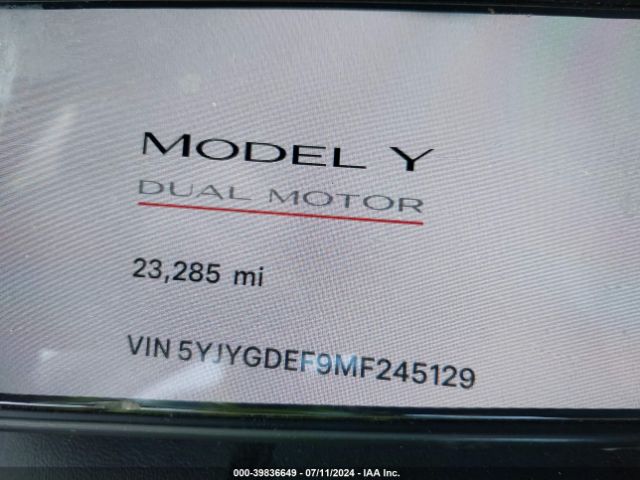 MODEL Y
DUAL MOTOR
23,285 mi
VIN 5YJYGDEF9MF245129
000-39836649 - 07/11/2024 - IAA Inc.